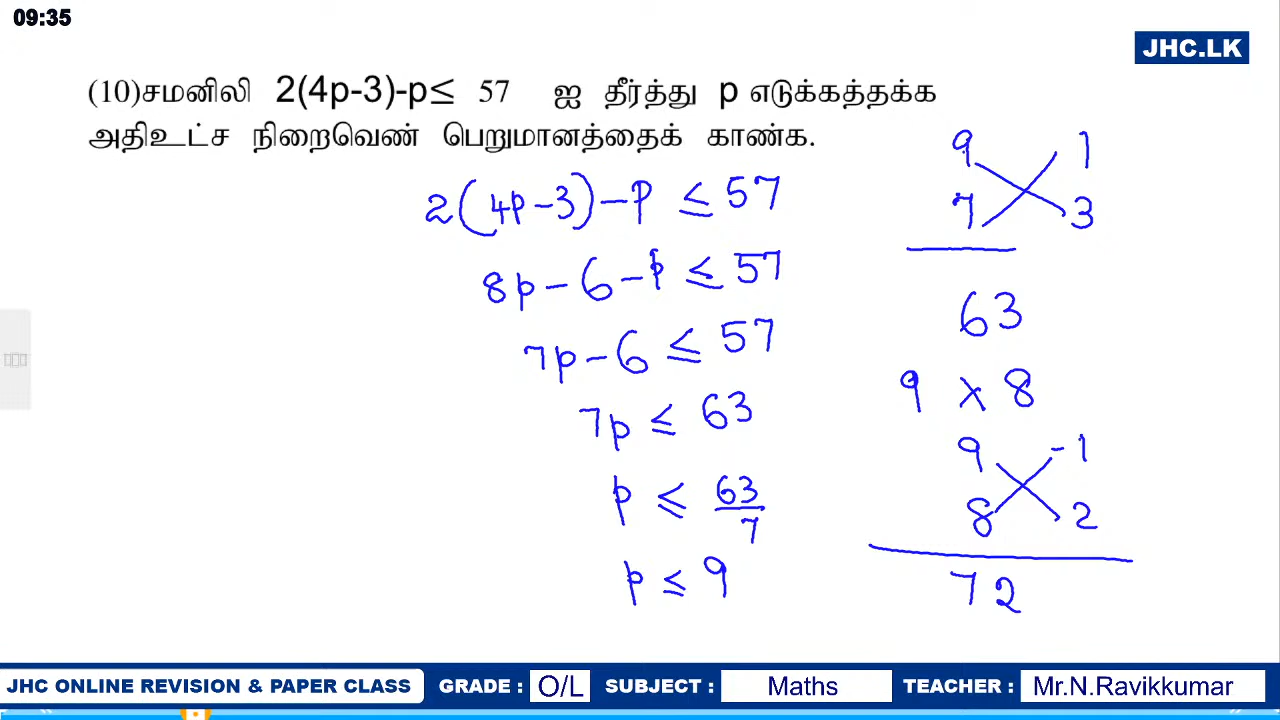 09:35
JHC.LK
(10)சமனிலி 2(4p-3)-p≤ 57 ஐ தீர்த்து p எடுக்கத்தக்க
அதிஉட்ச நிறைவெண் பெறுமானத்தைக் காண்க.
2(4p-3)-p ≤ 57
8p-6-p ≤ 57
7p-6 ≤ 57
7p ≤ 63
p ≤ 63/7
p ≤ 9
9 1
7 3
63
9 × 8
9 -1
8 2
72
JHC ONLINE REVISION & PAPER CLASS GRADE : O/L SUBJECT : Maths TEACHER : Mr.N.Ravikkumar